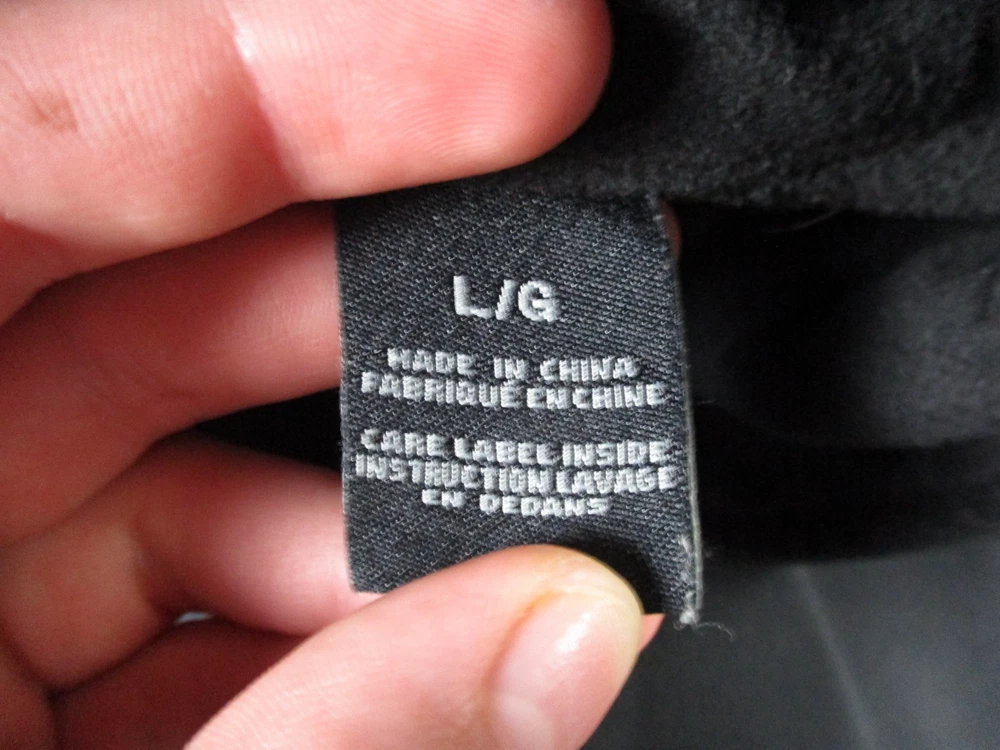 L/G
MADE IN CHINA
FABRIQUÉ EN CHINE
CARE LABEL INSIDE
INSTRUCTION LAVAGE
EN DEDANS